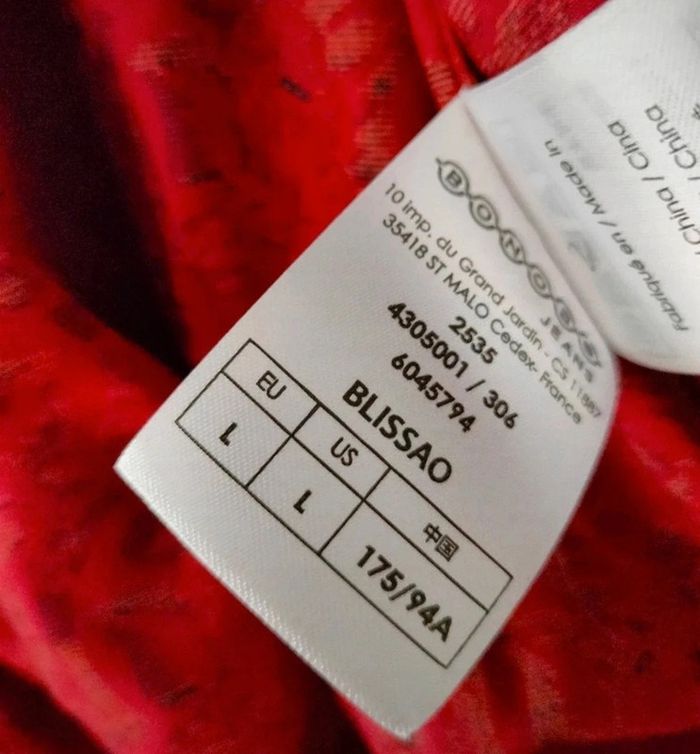 BONOBO
JEANS
10 imp. du Grand Jardin - CS 11887
35418 ST MALO Cedex- France
2535
4305001 / 306
6045794
BLISSAO
EU
US
中国
L
L
175/94A
Fabriqué en / Made in
China / Cina
/ China